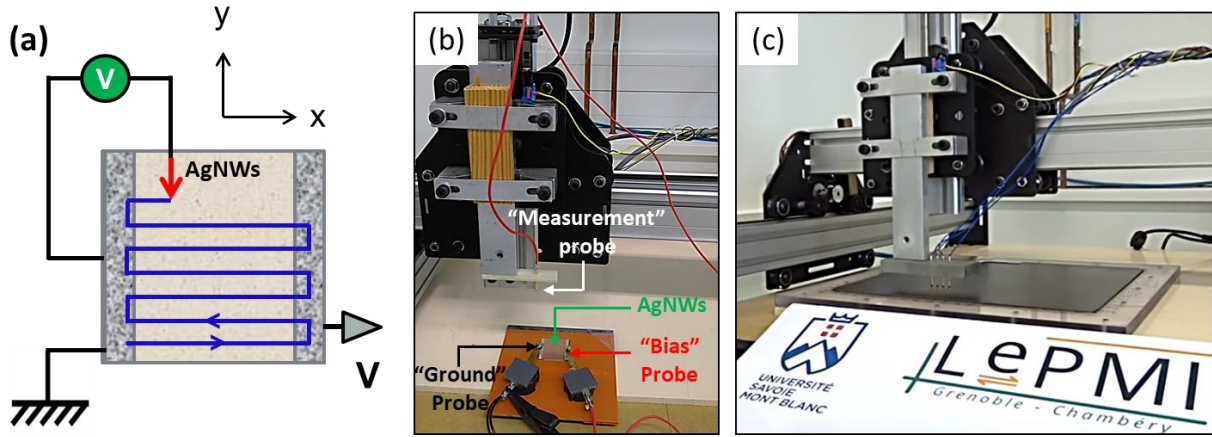 (a)
y
x
V
AgNWs
V
(b)
“Measurement”
probe
AgNWs
“Bias”
Probe
“Ground”
Probe
(c)
UNIVERSITÉ
SAVOIE
MONT BLANC
LePMI
Grenoble - Chambéry